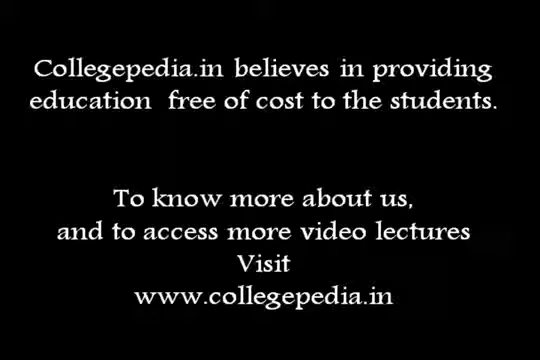 Collegepedia.in believes in providing
education free of cost to the students.
To know more about us,
and to access more video lectures
Visit
www.collegepedia.in